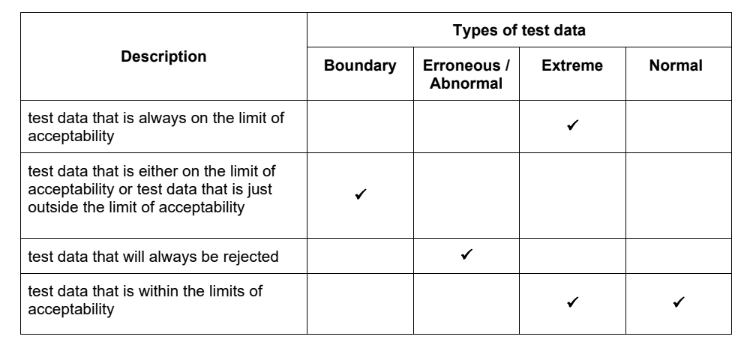 Types of test data
Description
Boundary
Erroneous /
Abnormal
Extreme
Normal
test data that is always on the limit of
acceptability
✓
test data that is either on the limit of
acceptability or test data that is just
outside the limit of acceptability
✓
test data that will always be rejected
✓
test data that is within the limits of
acceptability
✓ ✓